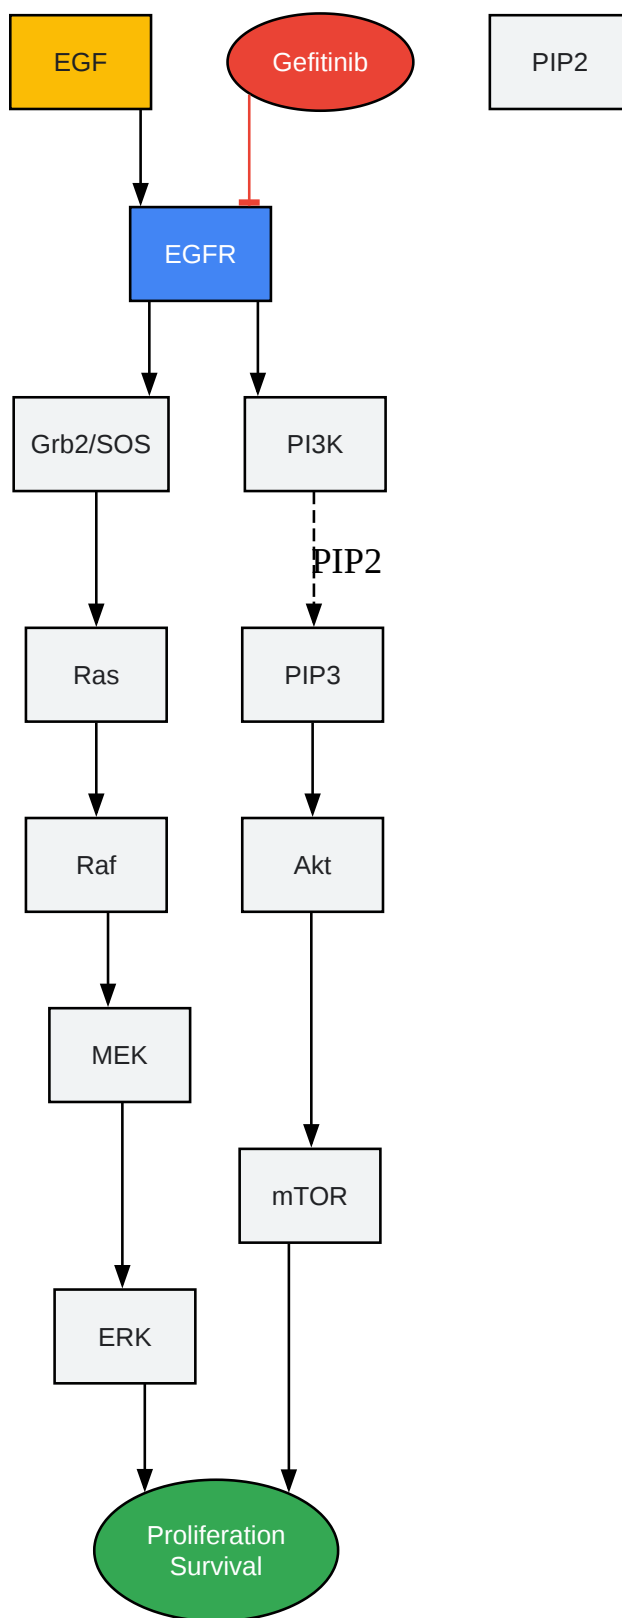 EGF
Gefitinib
PIP2
EGFR
Grb2/SOS
PI3K
PIP2
Ras
PIP3
Raf
Akt
MEK
mTOR
ERK
Proliferation
Survival